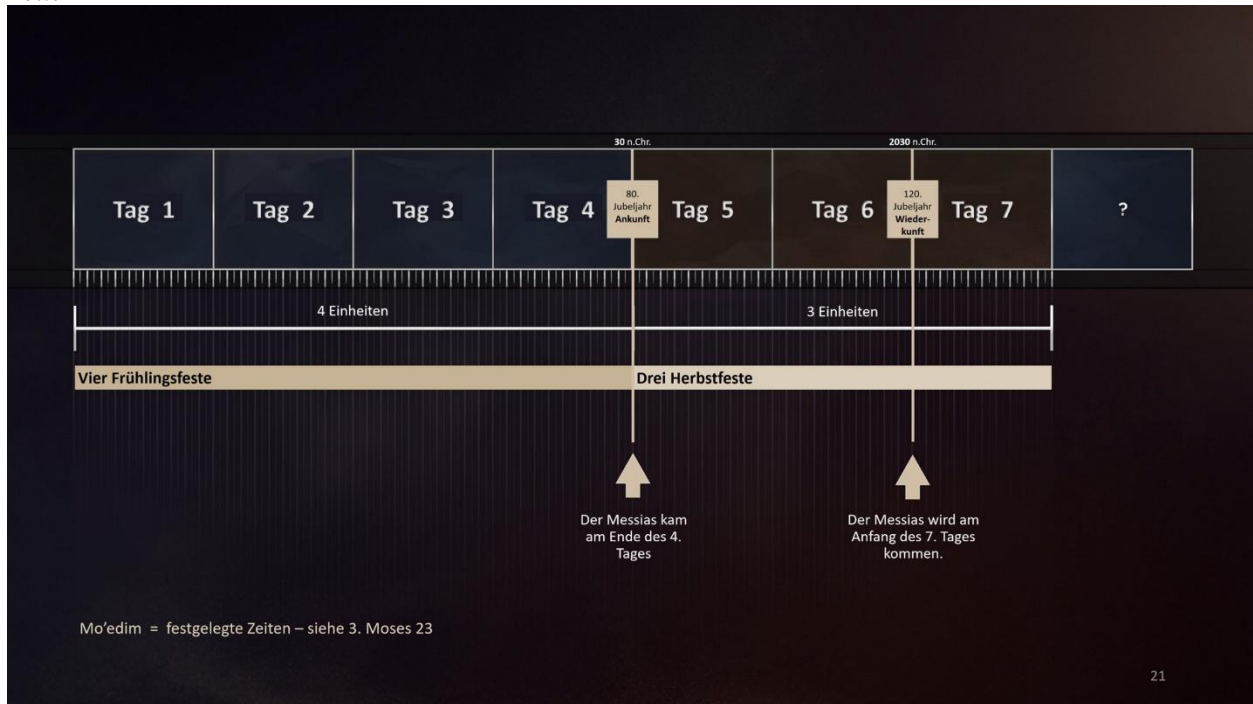 30 n.Chr.
2030 n.Chr.
Tag 1
Tag 2
Tag 3
Tag 4
80.
Jubeljahr
Ankunft
Tag 5
Tag 6
120.
Jubeljahr
Wieder-
kunft
Tag 7
?
4 Einheiten
3 Einheiten
Vier Frühlingsfeste
Drei Herbstfeste
Der Messias kam
am Ende des 4.
Tages
Der Messias wird am
Anfang des 7. Tages
kommen.
Mo’edim = festgelegte Zeiten – siehe 3. Moses 23
21